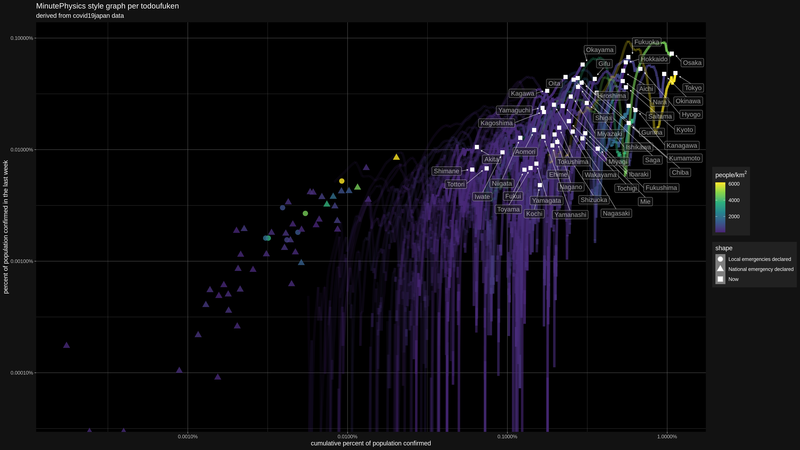 MinutePhysics style graph per todoufuken
derived from covid19japan data
0.10000%
0.01000%
0.00100%
0.00010%
percent of population confirmed in the last week
0.0010%
0.0100%
0.1000%
1.0000%
cumulative percent of population confirmed
Fukuoka
Okayama
Hokkaido
Osaka
Gifu
Oita
Tokyo
Kagawa
Aichi
Hiroshima
Nara
Okinawa
Yamaguchi
Hyogo
Shiga
Saitama
Kagoshima
Kyoto
Miyazaki
Gunma
Ishikawa
Kanagawa
Aomori
Akita
Tokushima
Miyagi
Saga
Kumamoto
Shimane
Ehime
Wakayama
Ibaraki
Chiba
Tottori
Niigata
Nagano
Tochigi
Fukushima
Iwate
Fukui
Yamagata
Shizuoka
Mie
Toyama
Kochi
Yamanashi
Nagasaki
people/km²
6000
4000
2000
shape
Local emergencies declared
National emergency declared
Now